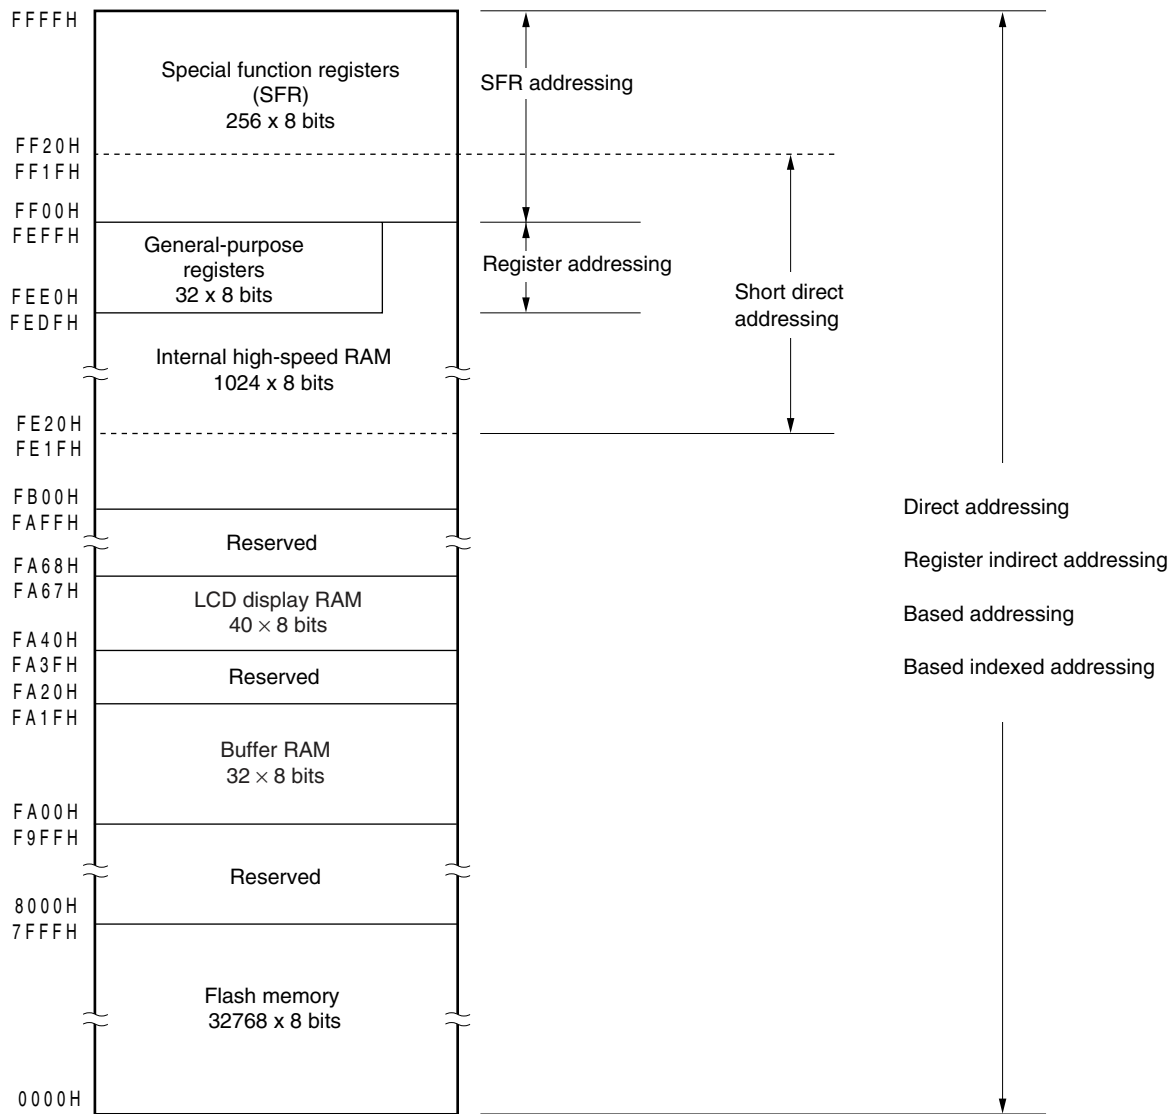 FFFFH
Special function registers
(SFR)
256 x 8 bits
SFR addressing
FF20H
FF1FH
FF00H
FEFFH
General-purpose
registers
32 x 8 bits
Register addressing
FEE0H
FEDFH
Short direct
addressing
Internal high-speed RAM
1024 x 8 bits
FE20H
FE1FH
FB00H
FAFFH
Reserved
FA68H
FA67H
LCD display RAM
40 × 8 bits
FA40H
FA3FH
Reserved
FA20H
FA1FH
Buffer RAM
32 × 8 bits
FA00H
F9FFH
Reserved
8000H
7FFFH
Flash memory
32768 x 8 bits
0000H
Direct addressing
Register indirect addressing
Based addressing
Based indexed addressing